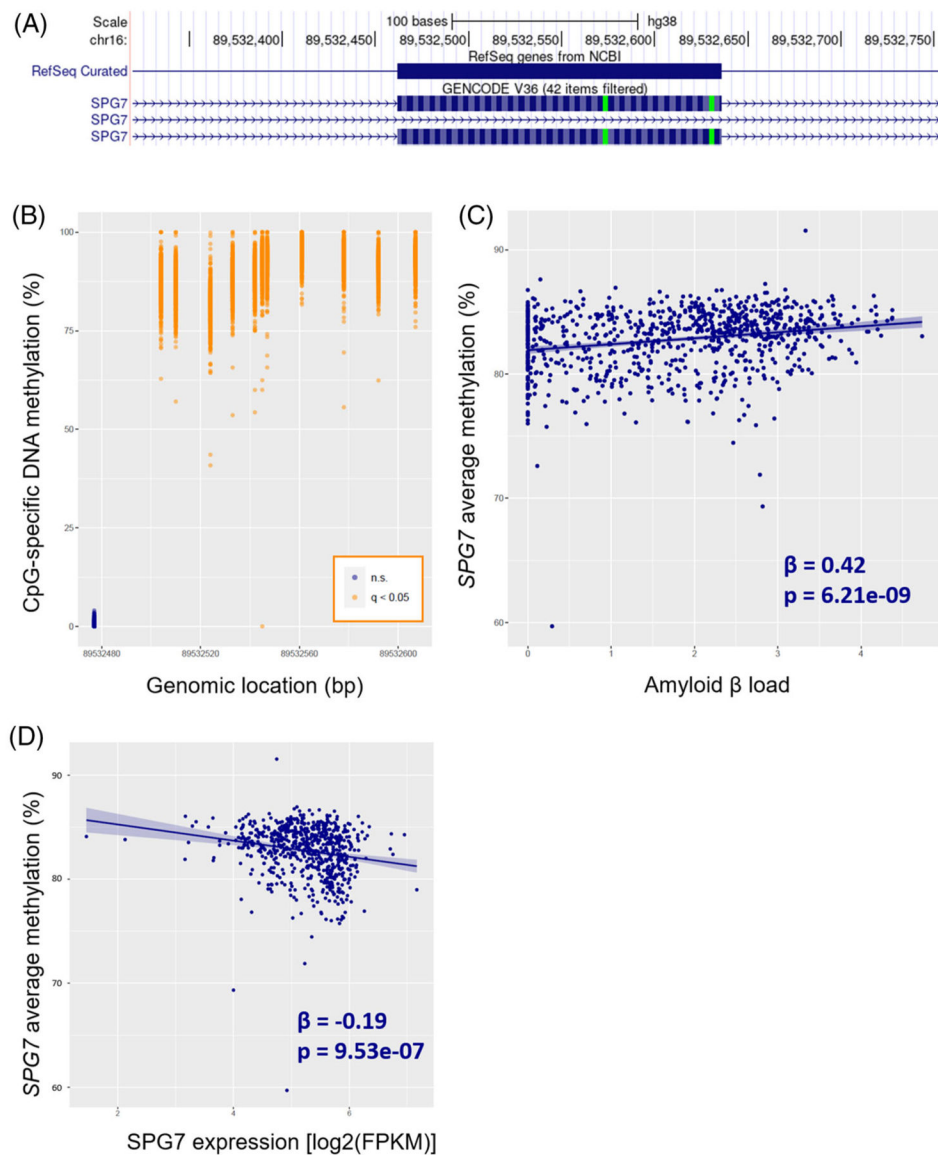 (A)
Scale 100 bases hg38
chr16: 89,532,400 89,532,450 89,532,500 89,532,550 89,532,600 89,532,650 89,532,700 89,532,750
RefSeq genes from NCBI
RefSeq Curated
GENCODE V36 (42 items filtered)
SPG7
SPG7
SPG7
(B)
CpG-specific DNA methylation (%)
100
75
50
25
0
n.s.
q < 0.05
89532480 89532520 89532560 89532600
Genomic location (bp)
(C)
SPG7 average methylation (%)
90
80
70
60
β = 0.42
p = 6.21e-09
0 1 2 3 4
Amyloid β load
(D)
SPG7 average methylation (%)
90
80
70
60
β = -0.19
p = 9.53e-07
2 4 6
SPG7 expression [log2(FPKM)]